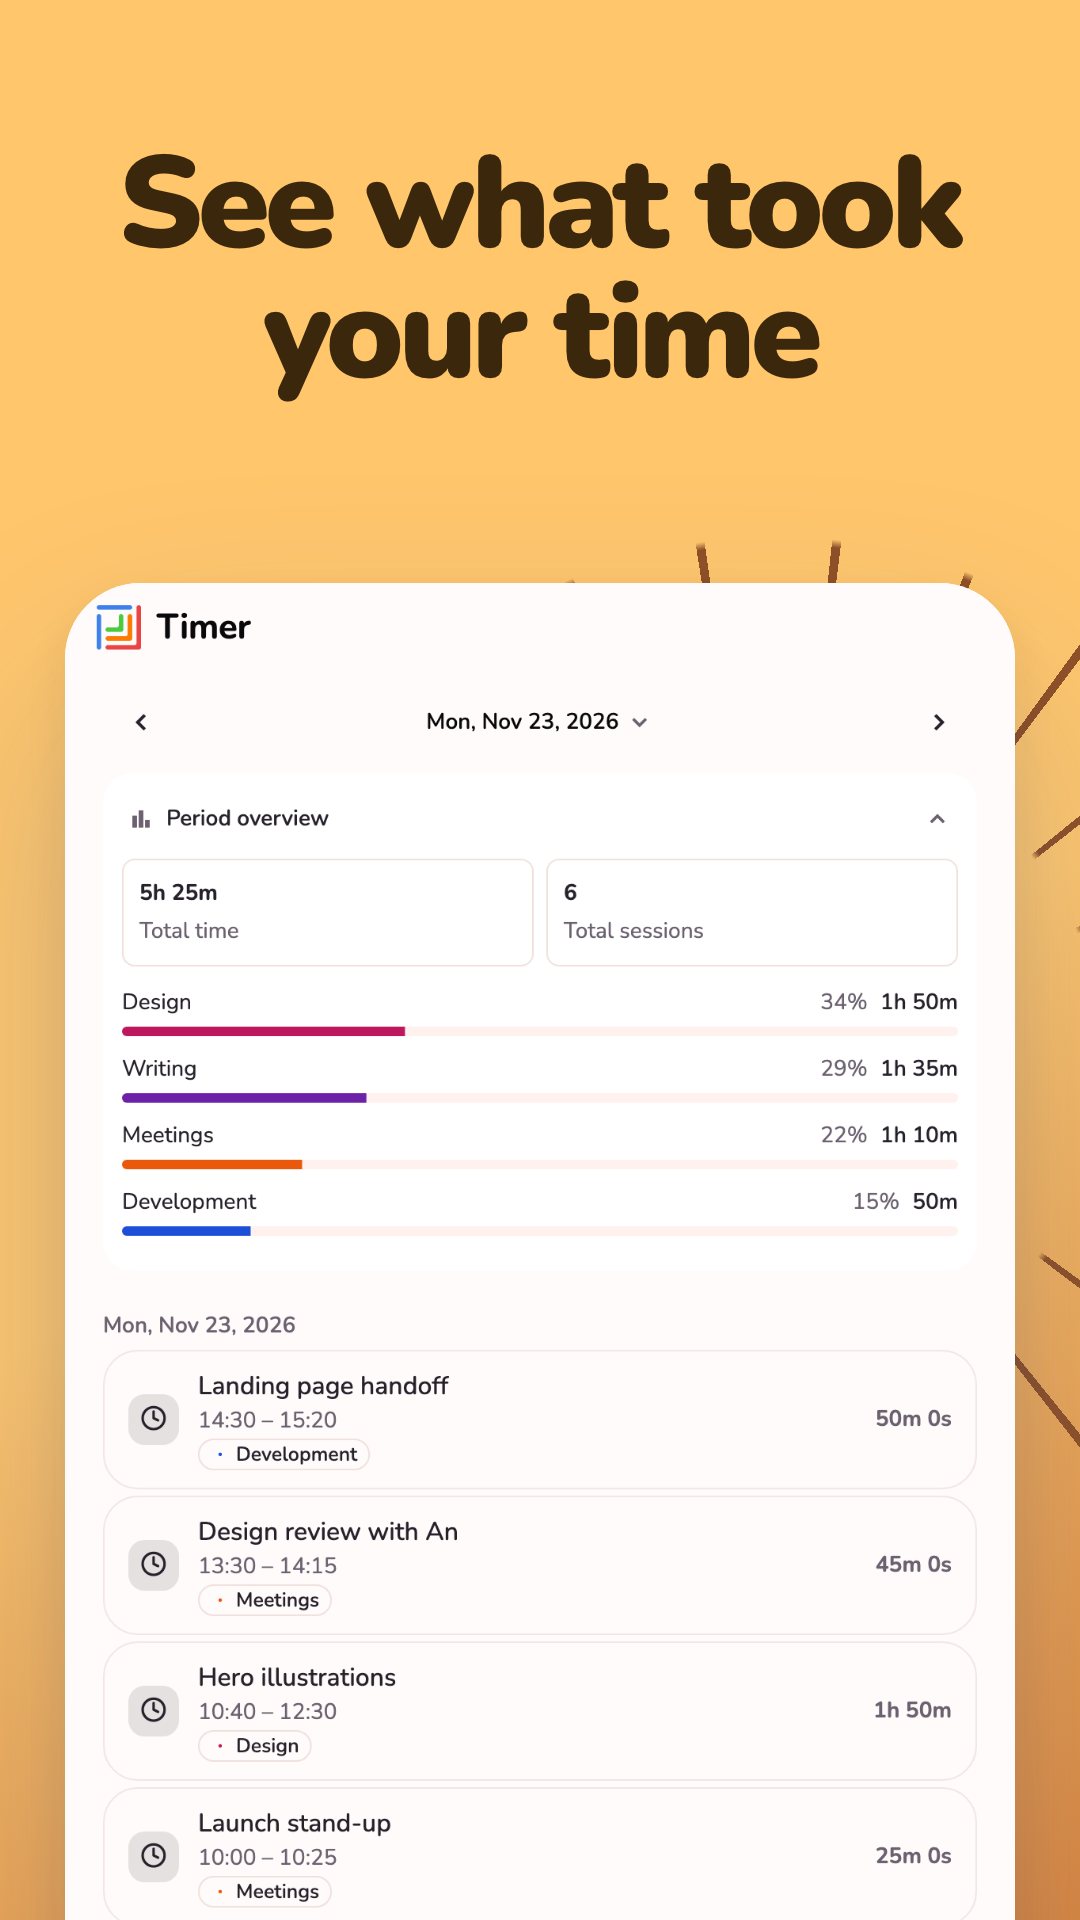 See what took
your time
Timer
Mon, Nov 23, 2026
Period overview
5h 25m
Total time
6
Total sessions
Design 34% 1h 50m
Writing 29% 1h 35m
Meetings 22% 1h 10m
Development 15% 50m
Mon, Nov 23, 2026
Landing page handoff
14:30 – 15:20
50m 0s
Development
Design review with An
13:30 – 14:15
45m 0s
Meetings
Hero illustrations
10:40 – 12:30
1h 50m
Design
Launch stand-up
10:00 – 10:25
25m 0s
Meetings